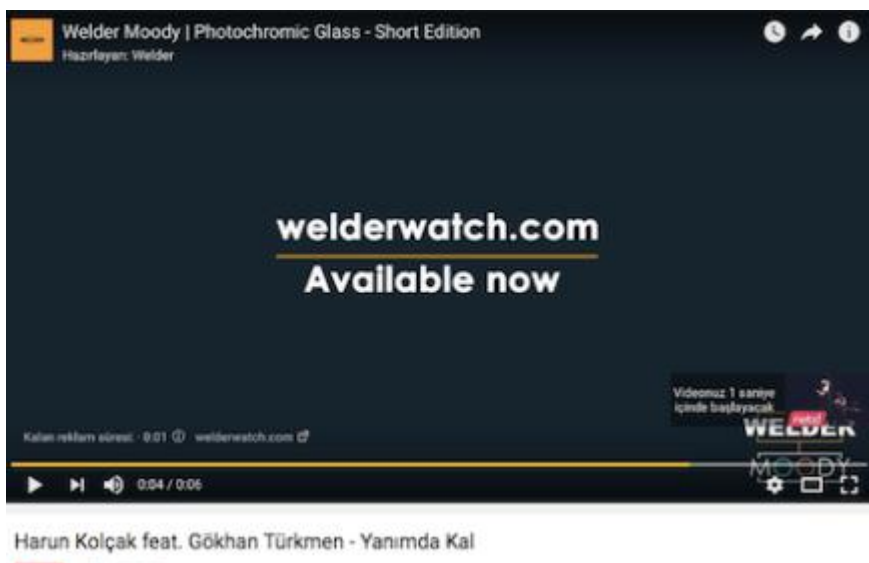 Welder Moody | Photochromic Glass - Short Edition
Hazırlayan: Welder
welderwatch.com
Available now
Videonuz 1 saniye
içinde başlayacak
netd
WELDER
MOODY
Kalan reklam süresi: 0:01 welderwatch.com
0:04 / 0:06
Harun Kolçak feat. Gökhan Türkmen - Yanımda Kal